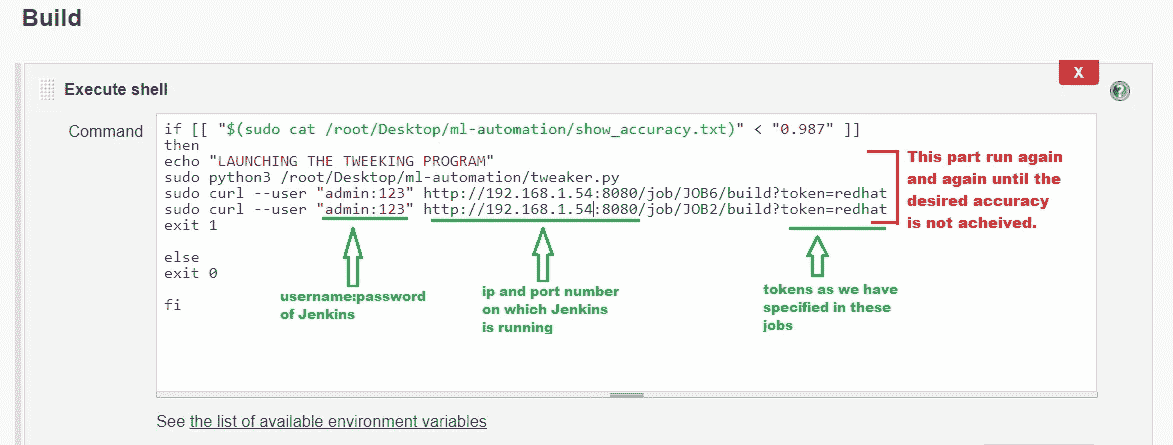 Build
X
?
Execute shell
Command
if [[ "$(sudo cat /root/Desktop/ml-automation/show_accuracy.txt)" < "0.987" ]]
then
echo "LAUNCHING THE TWEEKING PROGRAM"
sudo python3 /root/Desktop/ml-automation/tweaker.py
sudo curl --user "admin:123" http://192.168.1.54:8080/job/JOB6/build?token=redhat
sudo curl --user "admin:123" http://192.168.1.54:8080/job/JOB2/build?token=redhat
exit 1
else
exit 0
fi
This part run again
and again until the
desired accuracy
is not acheived.
username:password
of Jenkins
ip and port number
on which Jenkins
is running
tokens as we have
specified in these
jobs
See the list of available environment variables